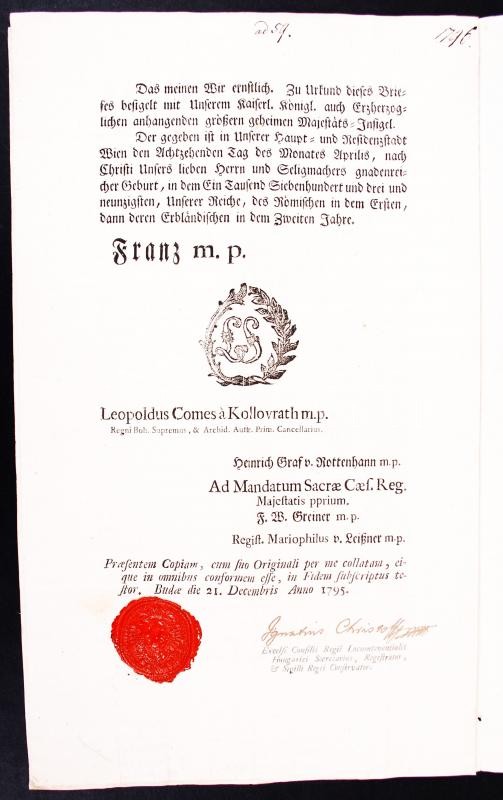 ad 57.
1796.
Das meinen Wir ernstlich. Zu Urkund dieses Brie-
fes besigelt mit Unserem Kaiserl. Königl. auch Erzherzog-
lichen anhangenden größern geheimen Majestäts-Insigel.
Der gegeben ist in Unserer Haupt- und Residenzstadt
Wien den Achtzehenden Tag des Monates Aprilis, nach
Christi Unsers lieben Herrn und Seligmachers gnadenrei-
cher Geburt, in dem Ein Tausend Siebenhundert und drei und
neunzigsten, Unserer Reiche, des Römischen in dem Ersten,
dann deren Erbländischen in dem Zweiten Jahre.
Franz m. p.
LS
Leopoldus Comes à Kollovrath m.p.
Regni Boh. Supremus, & Archid. Austr. Prim. Cancellarius.
Heinrich Graf v. Rottenhann m.p.
Ad Mandatum Sacræ Cæs. Reg.
Majestatis pprium.
F. W. Greiner m.p.
Regist. Mariophilus v. Leißner m.p.
Præsentem Copiam, cum suo Originali per me collatam, ei-
que in omnibus conformem esse, in Fidem subscriptus te-
stor. Budæ die 21. Decembris Anno 1795.
Ignatius
Excelsi Consilii Regii Locumtenentialis
Hungarici Secretarius, Registrator,
& Sigilli Regii Conservator.